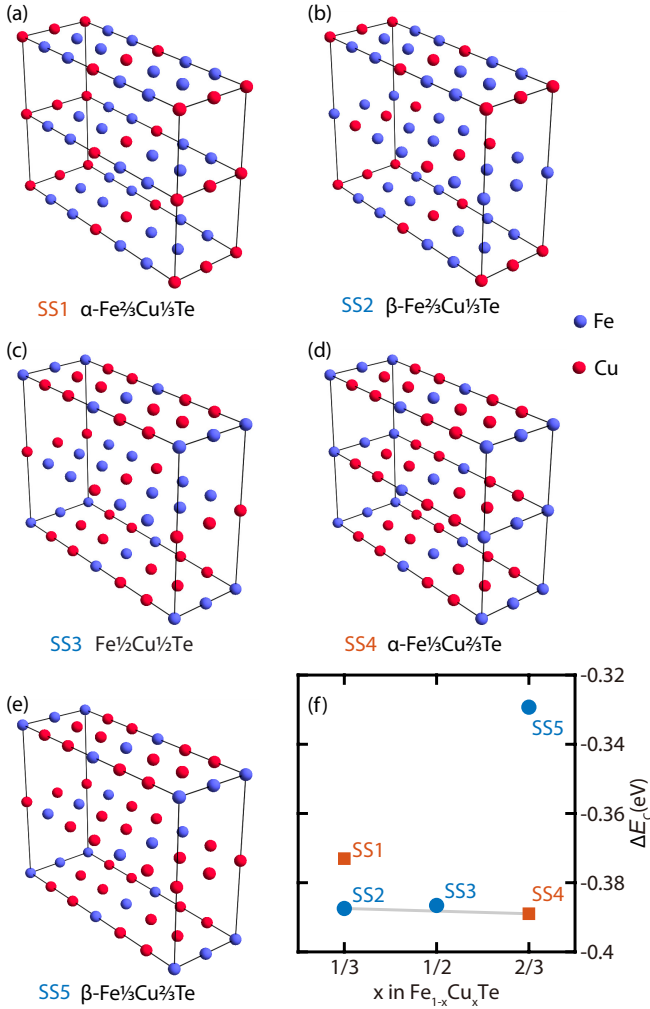 (a)
(b)
SS1 α-Fe⅔Cu⅓Te
SS2 β-Fe⅔Cu⅓Te
Fe
Cu
(c)
(d)
SS3 Fe½Cu½Te
SS4 α-Fe⅓Cu⅔Te
(e)
SS5 β-Fe⅓Cu⅔Te
(f)
-0.32
SS5
-0.34
-0.36
SS1
-0.38
SS2
SS3
SS4
-0.4
ΔE_c(eV)
1/3
1/2
2/3
x in Fe₁₋ₓCuₓTe